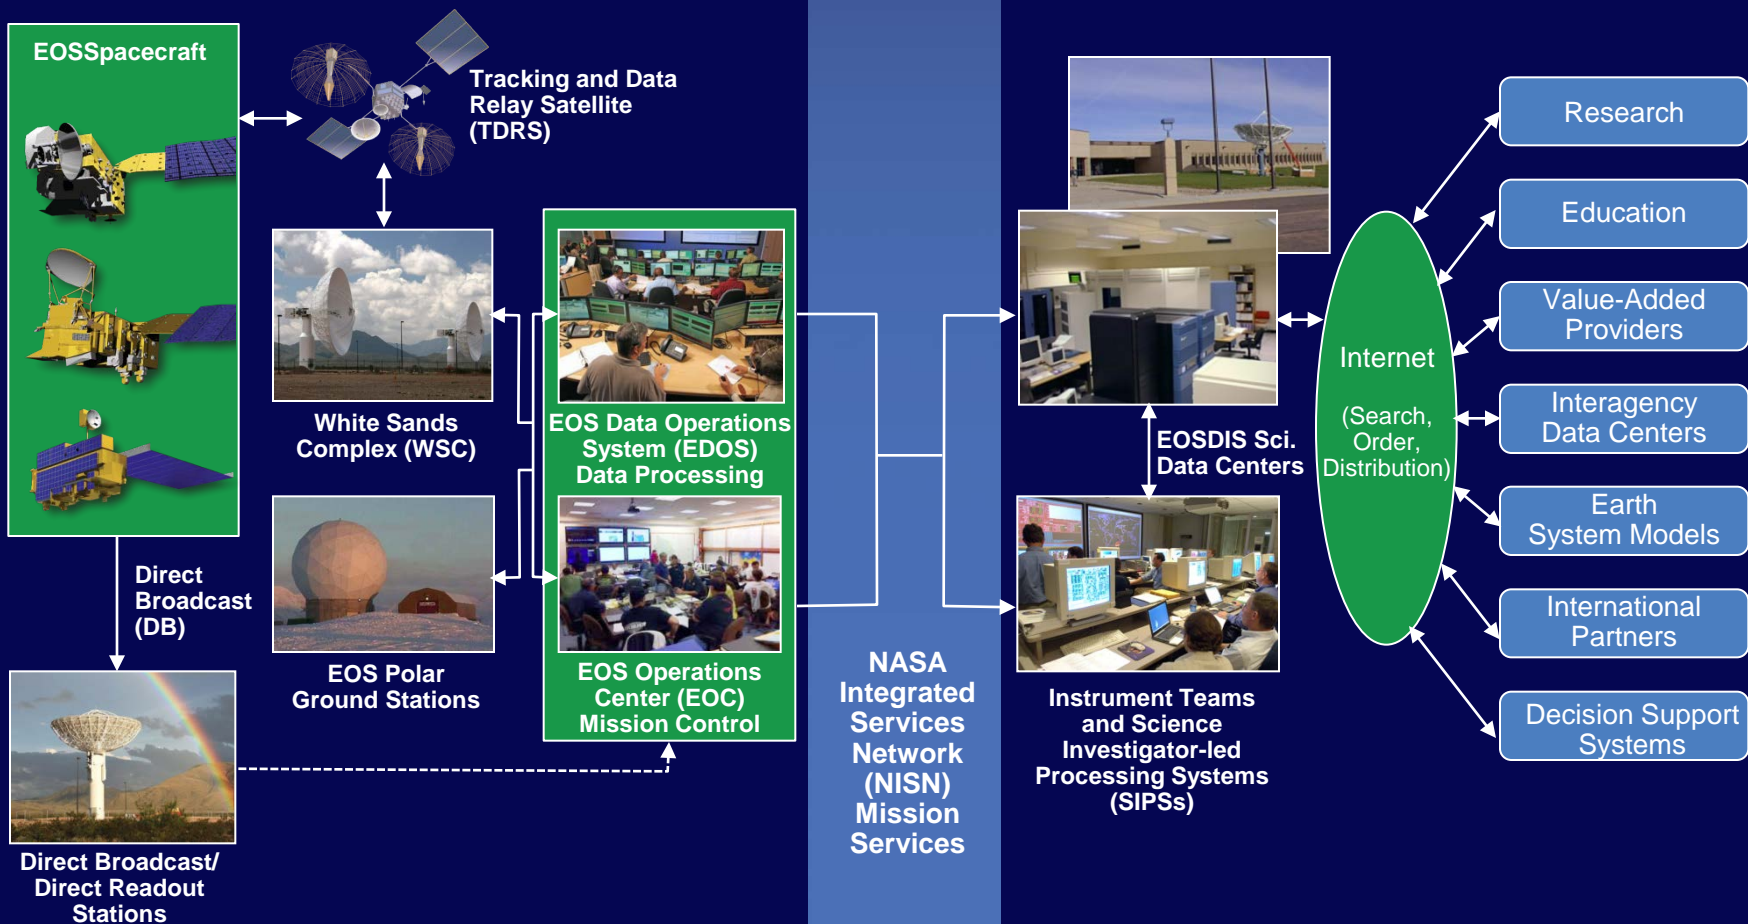 EOSSpacecraft
Tracking and Data
Relay Satellite
(TDRS)
White Sands
Complex (WSC)
EOS Data Operations
System (EDOS)
Data Processing
Direct
Broadcast
(DB)
EOS Polar
Ground Stations
EOS Operations
Center (EOC)
Mission Control
Direct Broadcast/
Direct Readout
Stations
NASA
Integrated
Services
Network
(NISN)
Mission
Services
EOSDIS Sci.
Data Centers
Instrument Teams
and Science
Investigator-led
Processing Systems
(SIPSs)
Internet
(Search,
Order,
Distribution)
Research
Education
Value-Added
Providers
Interagency
Data Centers
Earth
System Models
International
Partners
Decision Support
Systems